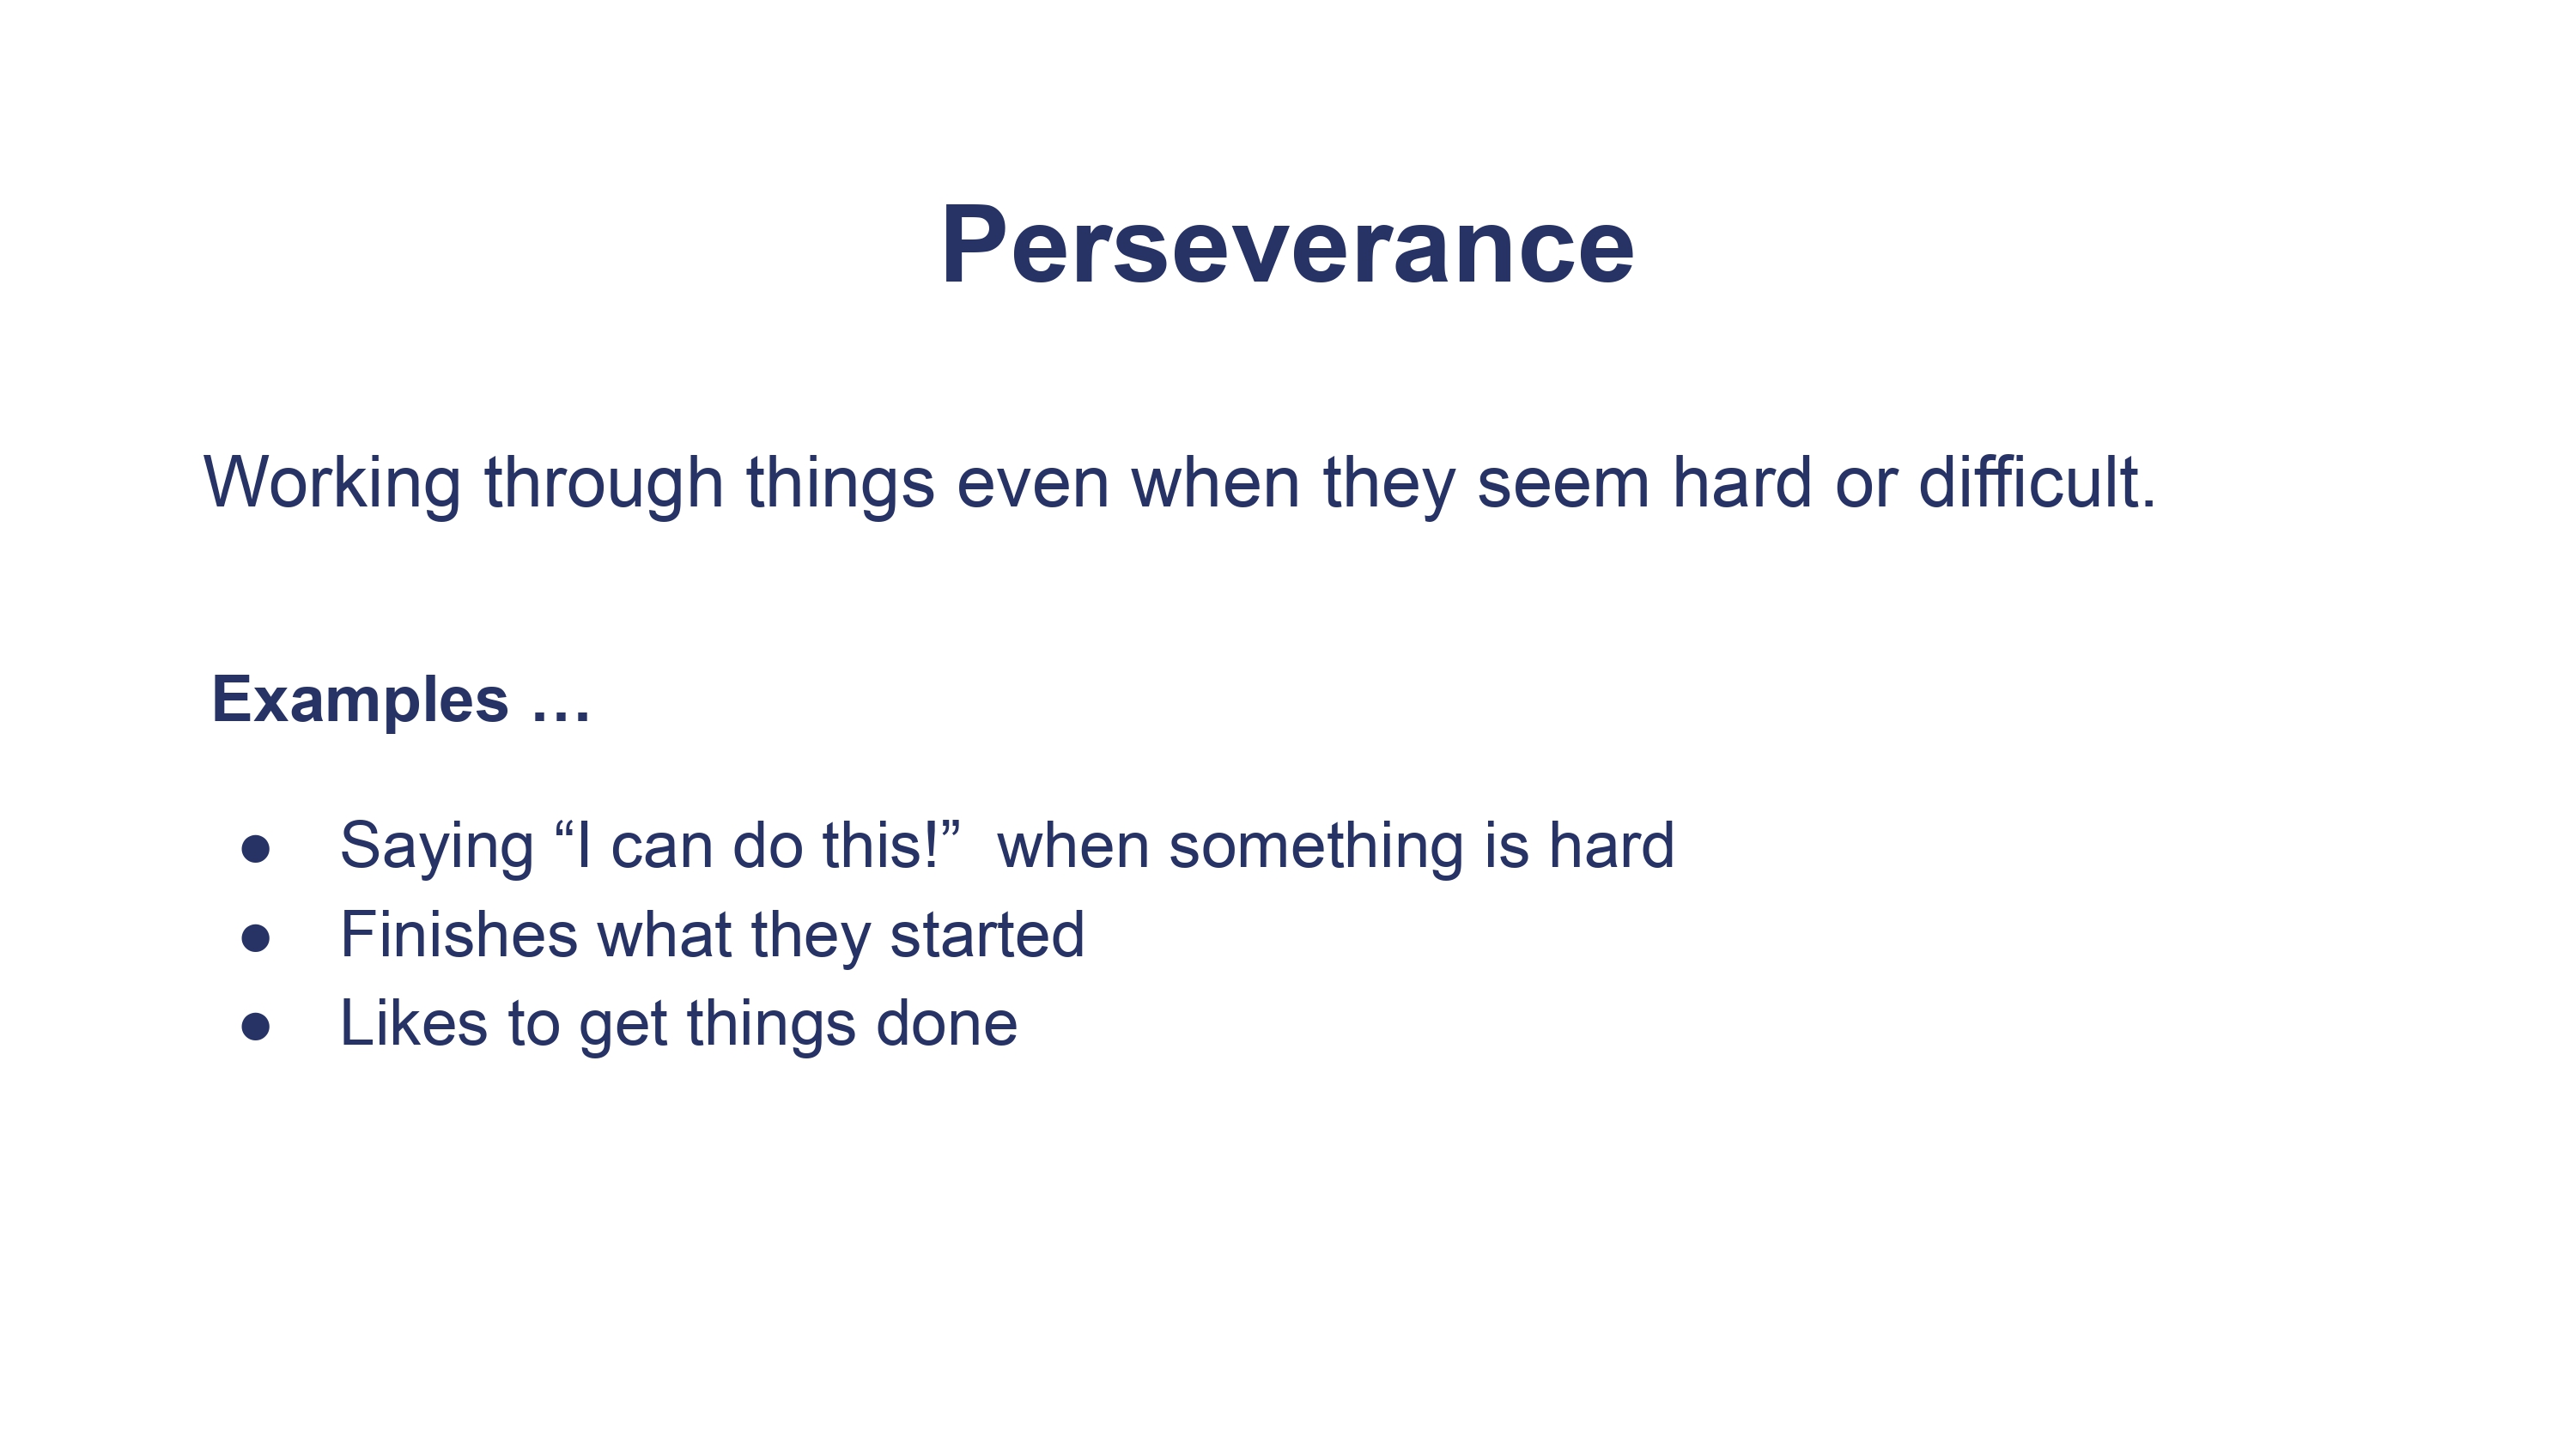 Perseverance
Working through things even when they seem hard or difficult.
Examples …
● Saying “I can do this!”  when something is hard
● Finishes what they started
● Likes to get things done